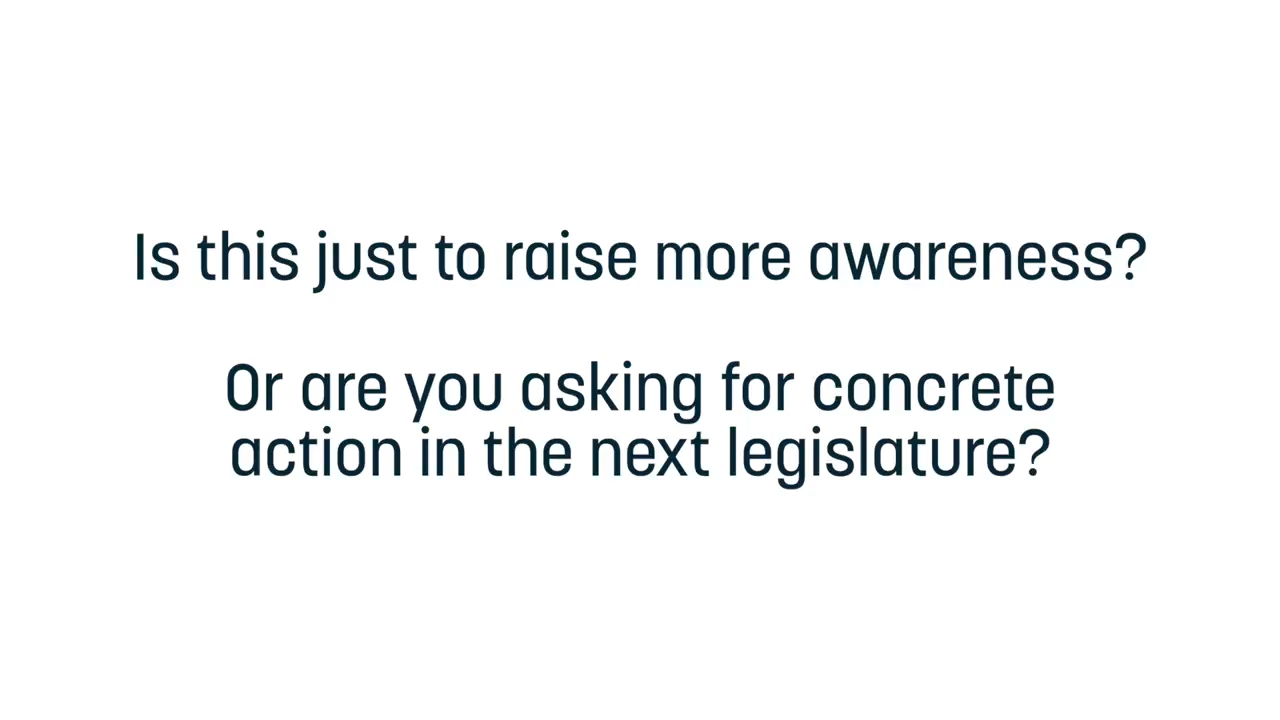 Is this just to raise more awareness?
Or are you asking for concrete
action in the next legislature?